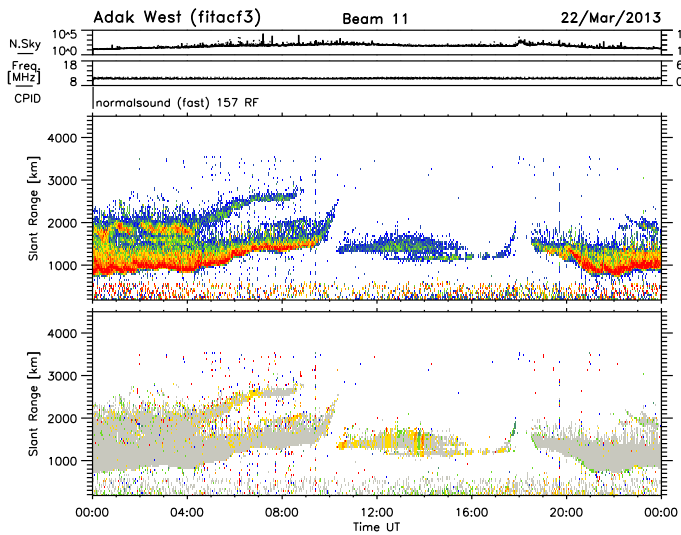 Adak West (fitacf3) Beam 11 22/Mar/2013
N.Sky 10^5 10^0
Freq. [MHz] 18 8 6 0
CPID
normalsound (fast) 157 RF
Slant Range [km] 4000 3000 2000 1000
Slant Range [km] 4000 3000 2000 1000
00:00 04:00 08:00 12:00 16:00 20:00 00:00
Time UT